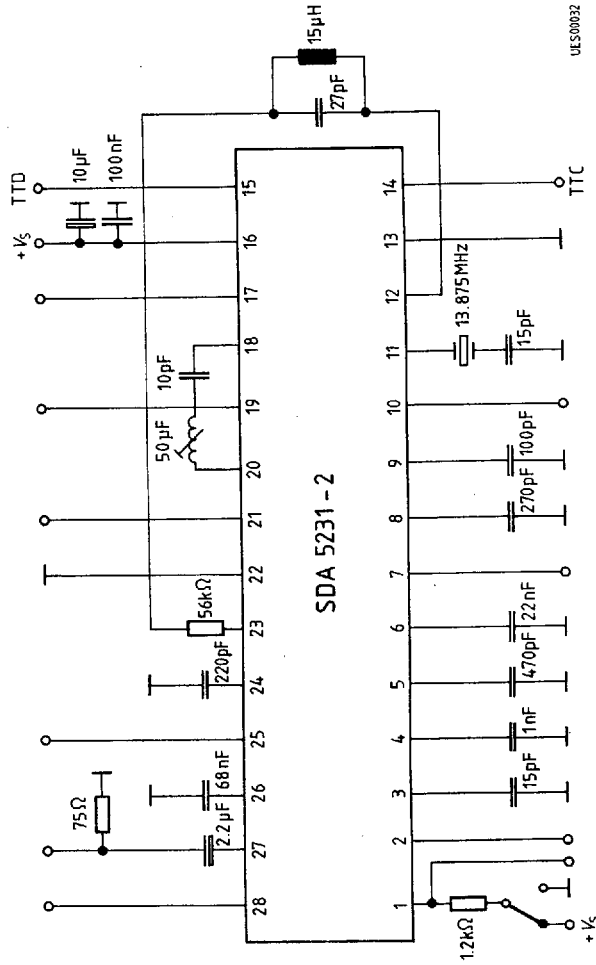 TTD
+Vs
10µF
100nF
15µH
27pF
75Ω
2.2µF
68nF
220pF
56kΩ
50µF
10pF
28
27
26
25
24
23
22
21
20
19
18
17
16
15
SDA 5231-2
1
2
3
4
5
6
7
8
9
10
11
12
13
14
1.2kΩ
+Vs
15pF
1nF
470pF
22nF
270pF
100pF
13.875MHz
15pF
TTC
UES00032